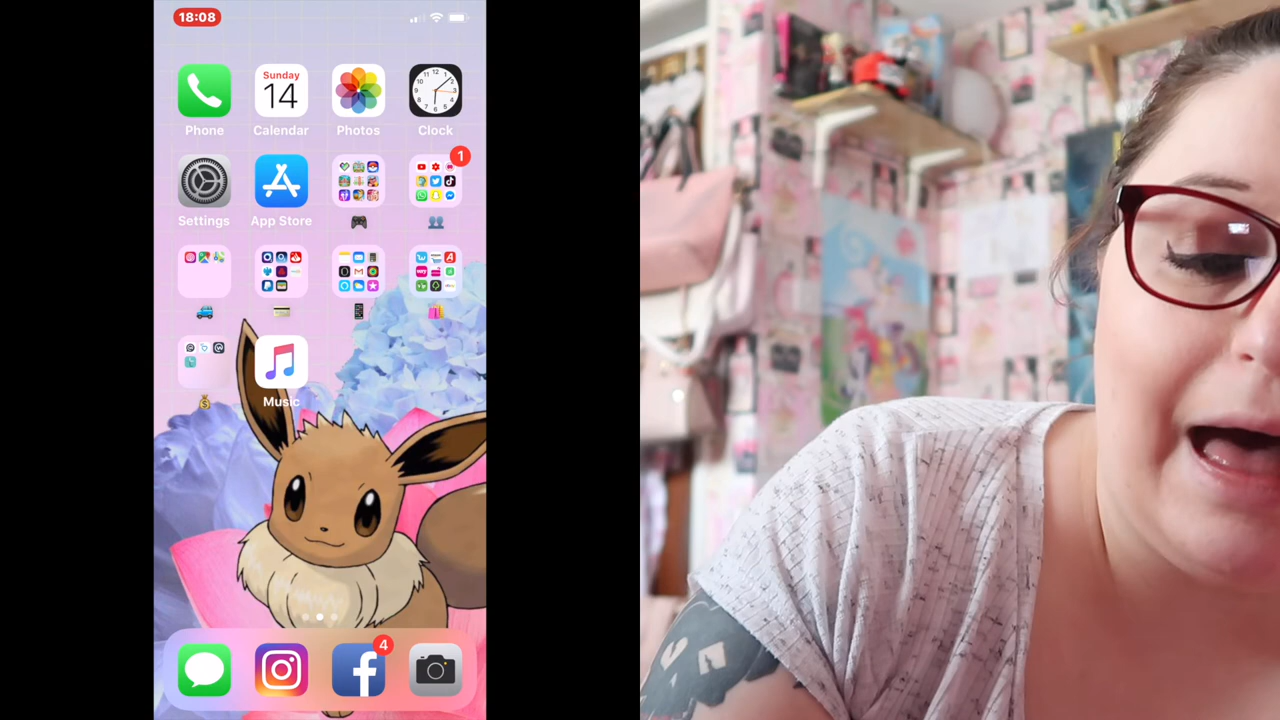 18:08
Sunday
14
Phone Calendar Photos Clock
1
Settings App Store
Music
4